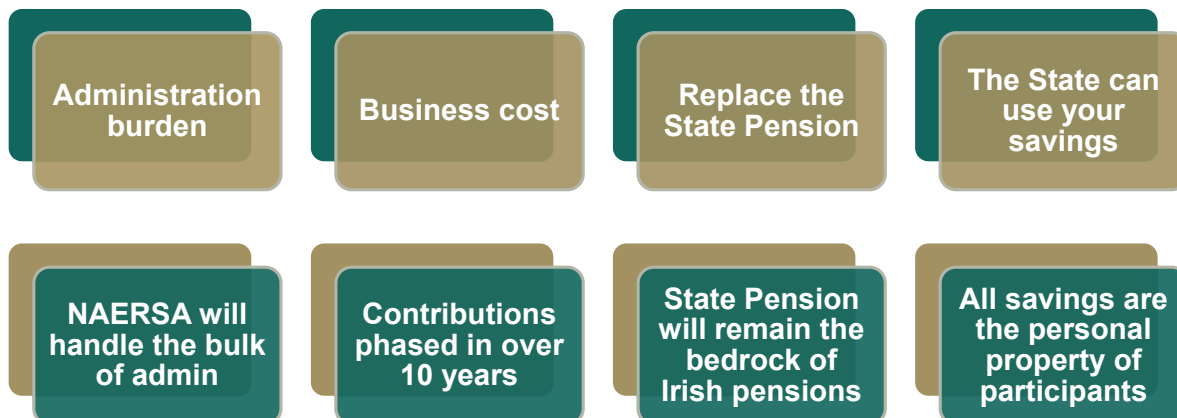 Administration
burden
Business cost
Replace the
State Pension
The State can
use your
savings
NAERSA will
handle the bulk
of admin
Contributions
phased in over
10 years
State Pension
will remain the
bedrock of
Irish pensions
All savings are
the personal
property of
participants